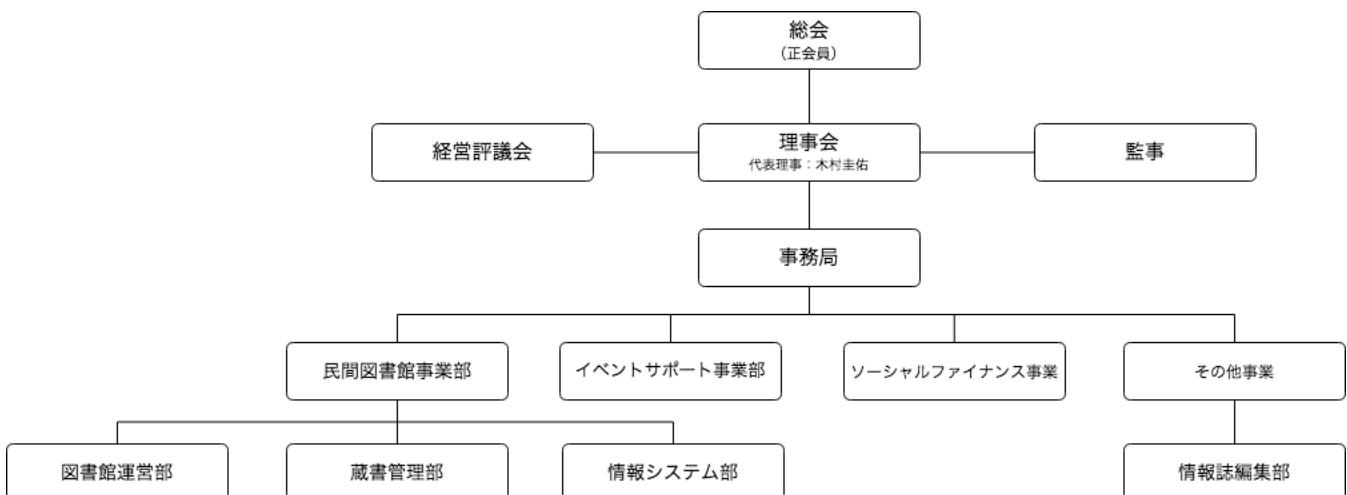 総会
（正会員）
経営評議会
理事会
代表理事：木村圭佑
監事
事務局
民間図書館事業部
イベントサポート事業部
ソーシャルファイナンス事業
その他事業
図書館運営部
蔵書管理部
情報システム部
情報誌編集部